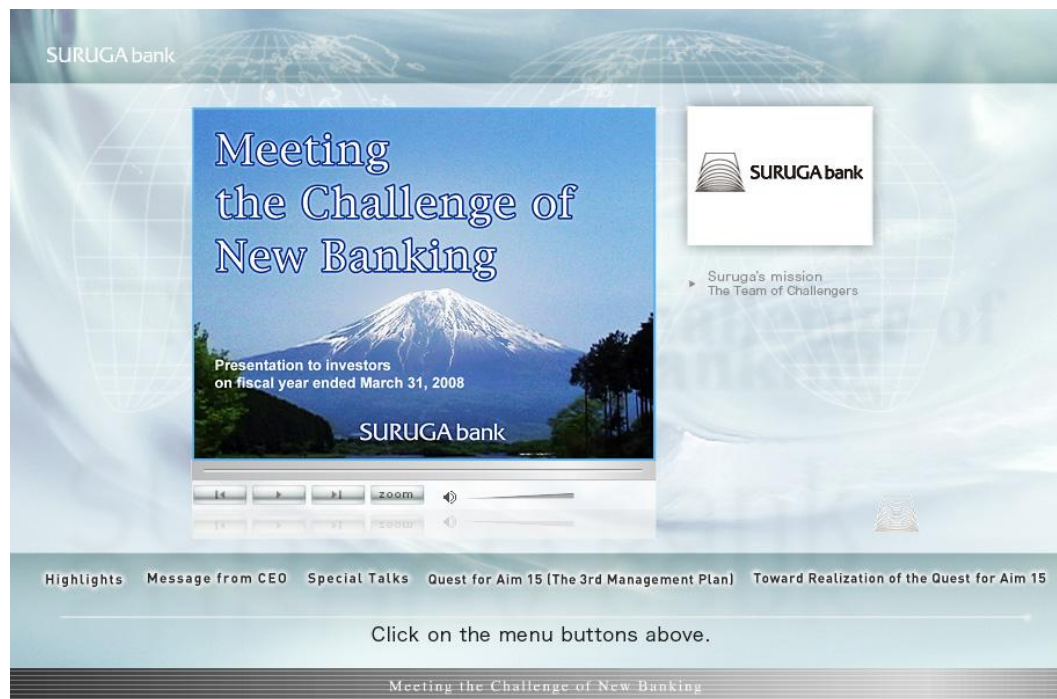 SURUGA bank
Meeting
the Challenge of
New Banking
Presentation to investors
on fiscal year ended March 31, 2008
SURUGA bank
zoom
SURUGA bank
Suruga's mission
The Team of Challengers
Highlights
Message from CEO
Special Talks
Quest for Aim 15 (The 3rd Management Plan)
Toward Realization of the Quest for Aim 15
Click on the menu buttons above.
Meeting the Challenge of New Banking